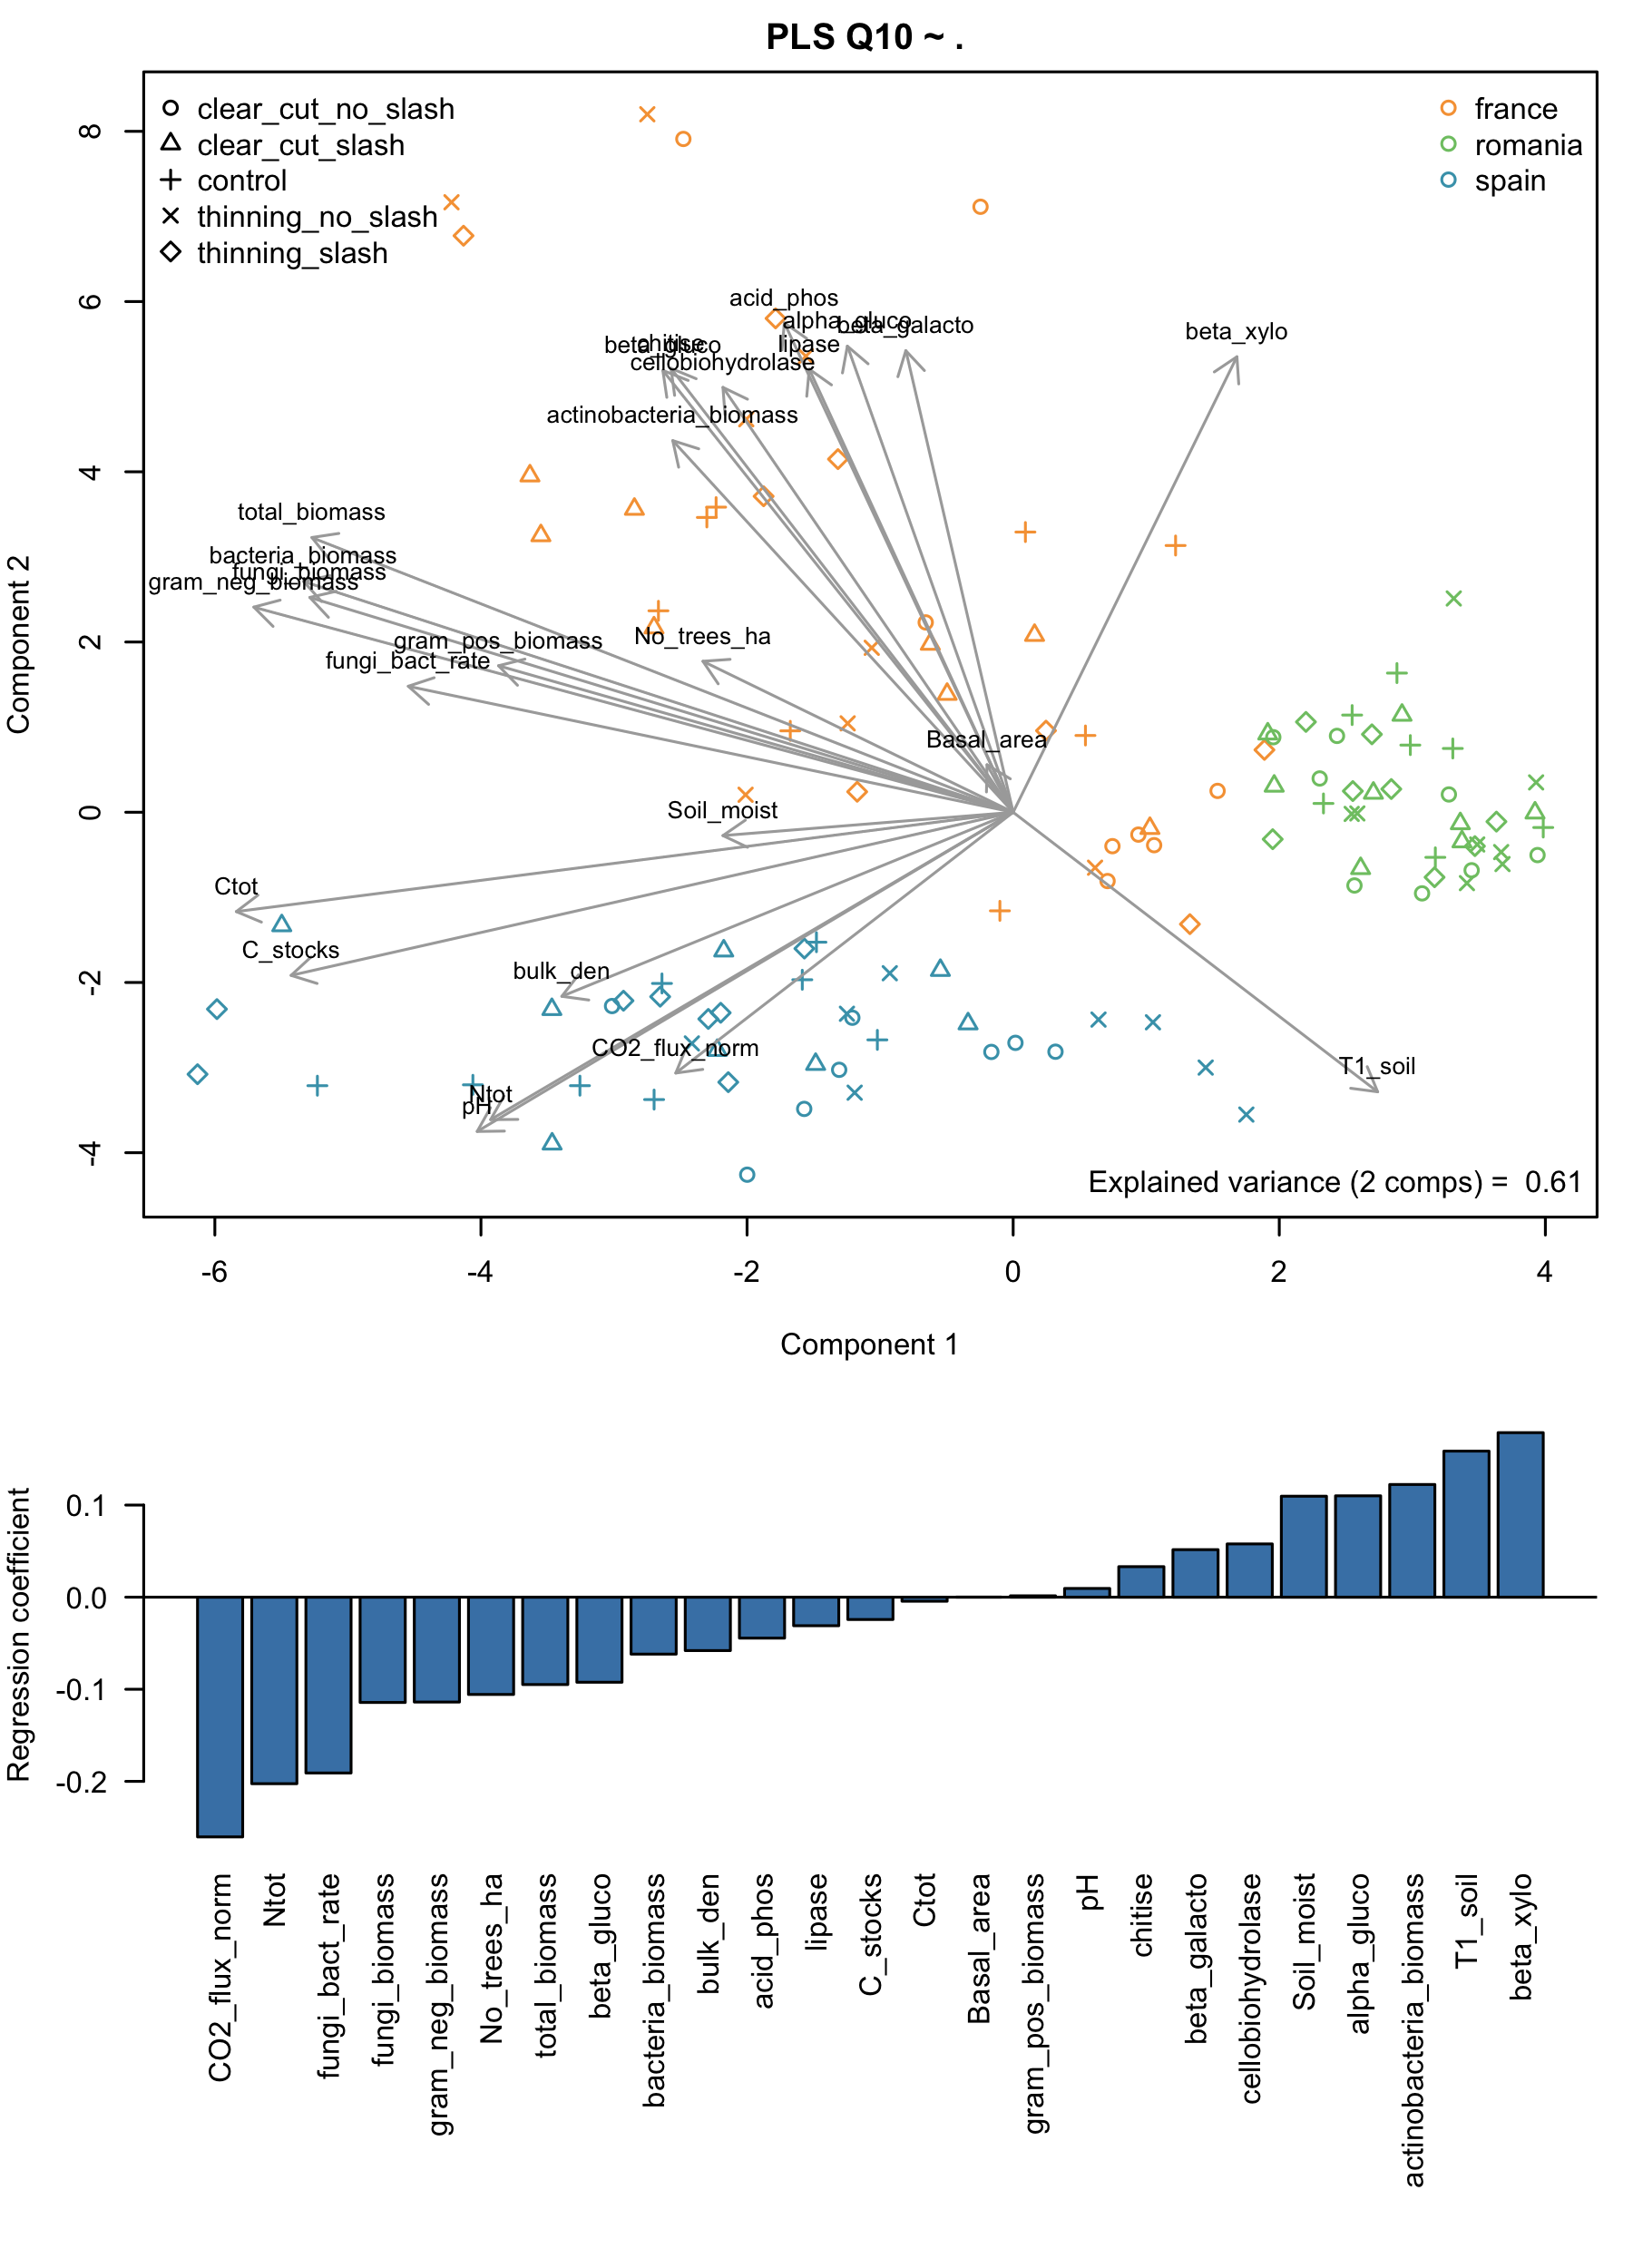 PLS Q10 ~ .
clear_cut_no_slash
clear_cut_slash
control
thinning_no_slash
thinning_slash
france
romania
spain
Component 2
8
6
4
2
0
-2
-4
acid_phos
alpha_gluco
beta_galacto
beta_xylo
lipase
chitise
beta_gluco
cellobiohydrolase
actinobacteria_biomass
total_biomass
bacteria_biomass
fungi_biomass
gram_neg_biomass
gram_pos_biomass
No_trees_ha
fungi_bact_rate
Basal_area
Soil_moist
Ctot
C_stocks
bulk_den
CO2_flux_norm
T1_soil
Ntot
pH
Explained variance (2 comps) = 0.61
-6
-4
-2
0
2
4
Component 1
Regression coefficient
0.1
0.0
-0.1
-0.2
CO2_flux_norm
Ntot
fungi_bact_rate
fungi_biomass
gram_neg_biomass
No_trees_ha
total_biomass
beta_gluco
bacteria_biomass
bulk_den
acid_phos
lipase
C_stocks
Ctot
Basal_area
gram_pos_biomass
pH
chitise
beta_galacto
cellobiohydrolase
Soil_moist
alpha_gluco
actinobacteria_biomass
T1_soil
beta_xylo